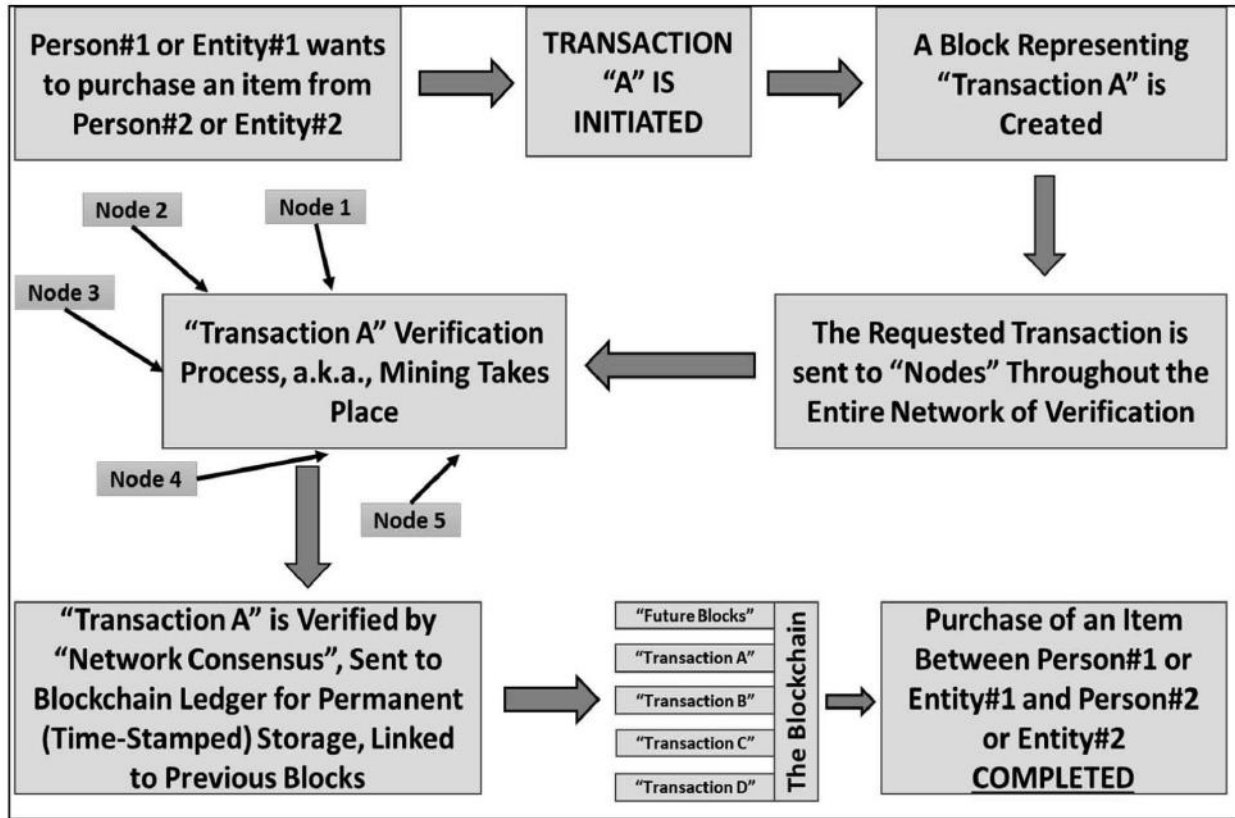 Person#1 or Entity#1 wants
to purchase an item from
Person#2 or Entity#2
TRANSACTION
“A” IS
INITIATED
A Block Representing
“Transaction A” is
Created
Node 2
Node 1
Node 3
“Transaction A” Verification
Process, a.k.a., Mining Takes
Place
The Requested Transaction is
sent to “Nodes” Throughout the
Entire Network of Verification
Node 4
Node 5
“Transaction A” is Verified by
“Network Consensus”, Sent to
Blockchain Ledger for Permanent
(Time-Stamped) Storage, Linked
to Previous Blocks
“Future Blocks”
“Transaction A”
“Transaction B”
“Transaction C”
“Transaction D”
The Blockchain
Purchase of an Item
Between Person#1 or
Entity#1 and Person#2
or Entity#2
COMPLETED